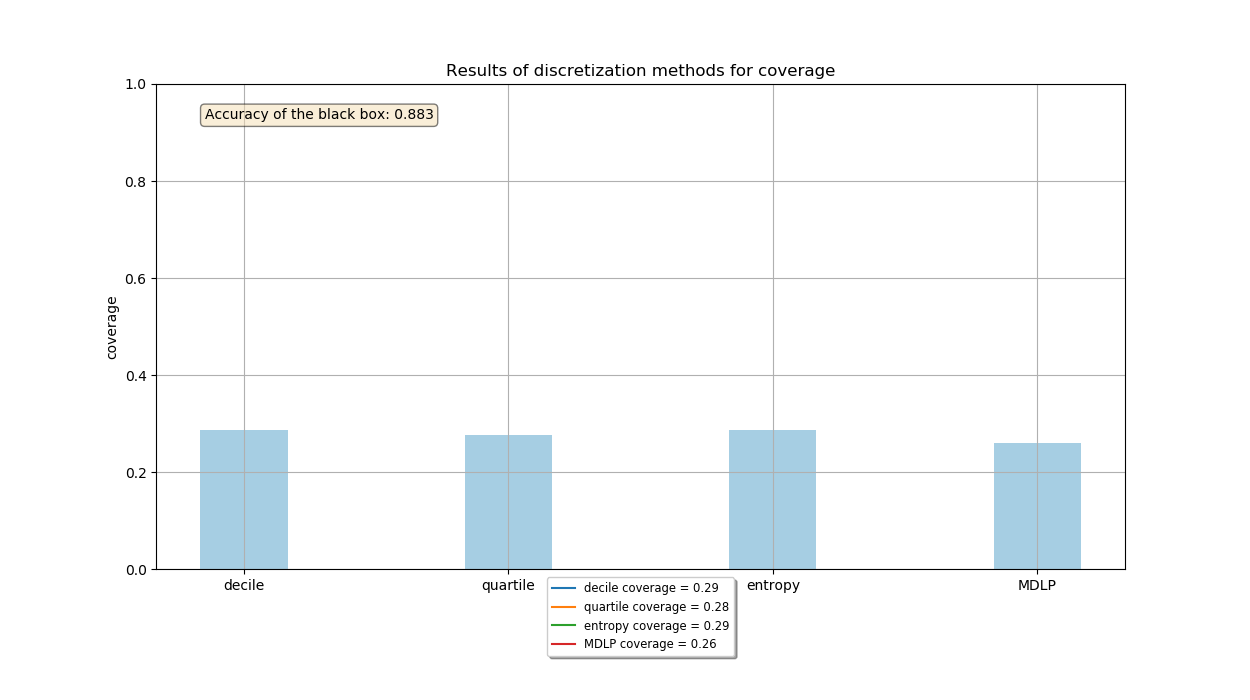 Results of discretization methods for coverage
1.0
Accuracy of the black box: 0.883
0.8
0.6
coverage
0.4
0.2
0.0
decile quartile entropy MDLP
decile coverage = 0.29
quartile coverage = 0.28
entropy coverage = 0.29
MDLP coverage = 0.26